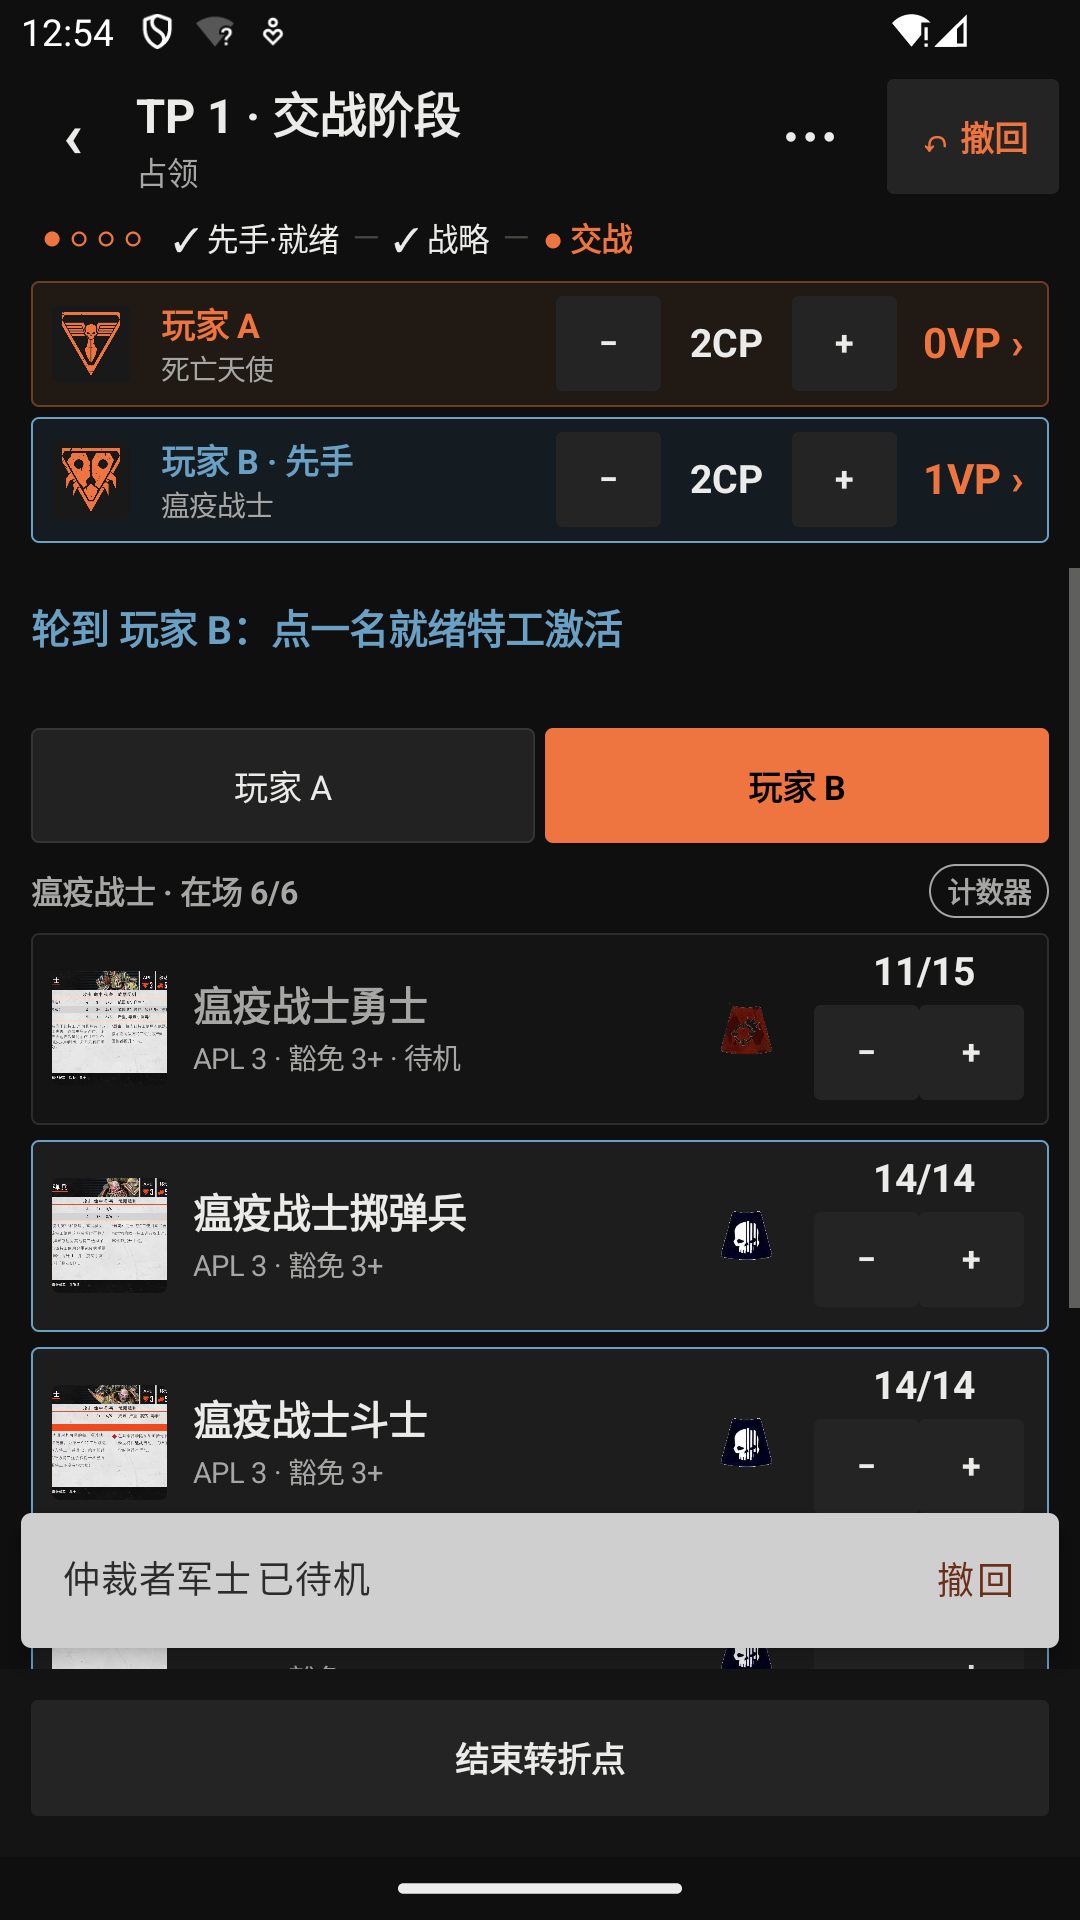 12:54
TP 1 · 交战阶段
占领
撤回
✓ 先手·就绪 — ✓ 战略 — ● 交战
玩家 A
死亡天使
− 2CP + 0VP ›
玩家 B · 先手
瘟疫战士
− 2CP + 1VP ›
轮到 玩家 B：点一名就绪特工激活
玩家 A
玩家 B
瘟疫战士 · 在场 6/6
计数器
瘟疫战士勇士
APL 3 · 豁免 3+ · 待机
11/15
− +
瘟疫战士掷弹兵
APL 3 · 豁免 3+
14/14
− +
瘟疫战士斗士
APL 3 · 豁免 3+
14/14
− +
仲裁者军士 已待机
撤回
结束转折点